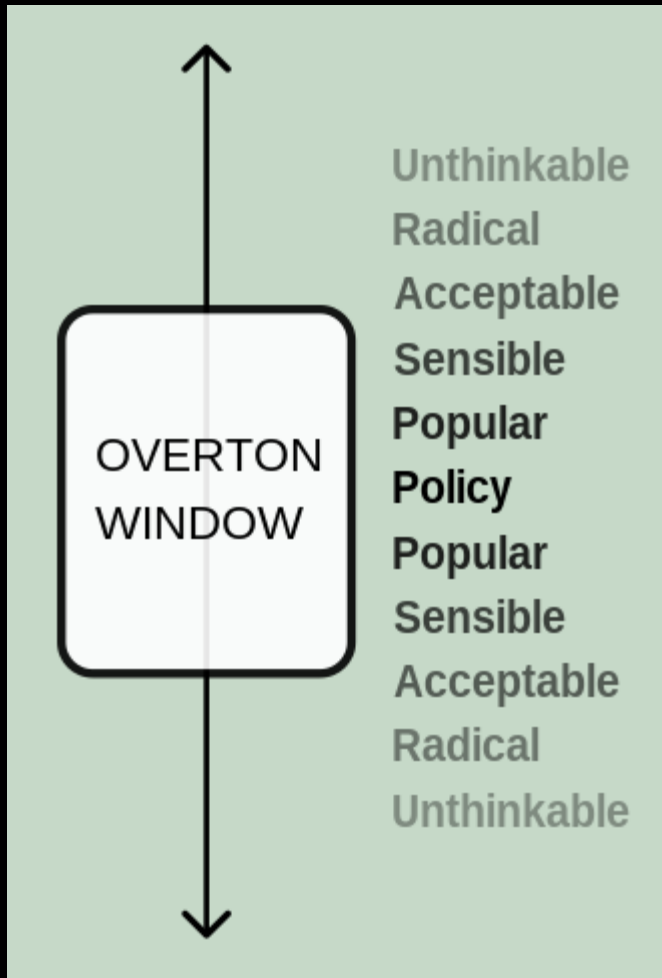 OVERTON
WINDOW
Unthinkable
Radical
Acceptable
Sensible
Popular
Policy
Popular
Sensible
Acceptable
Radical
Unthinkable